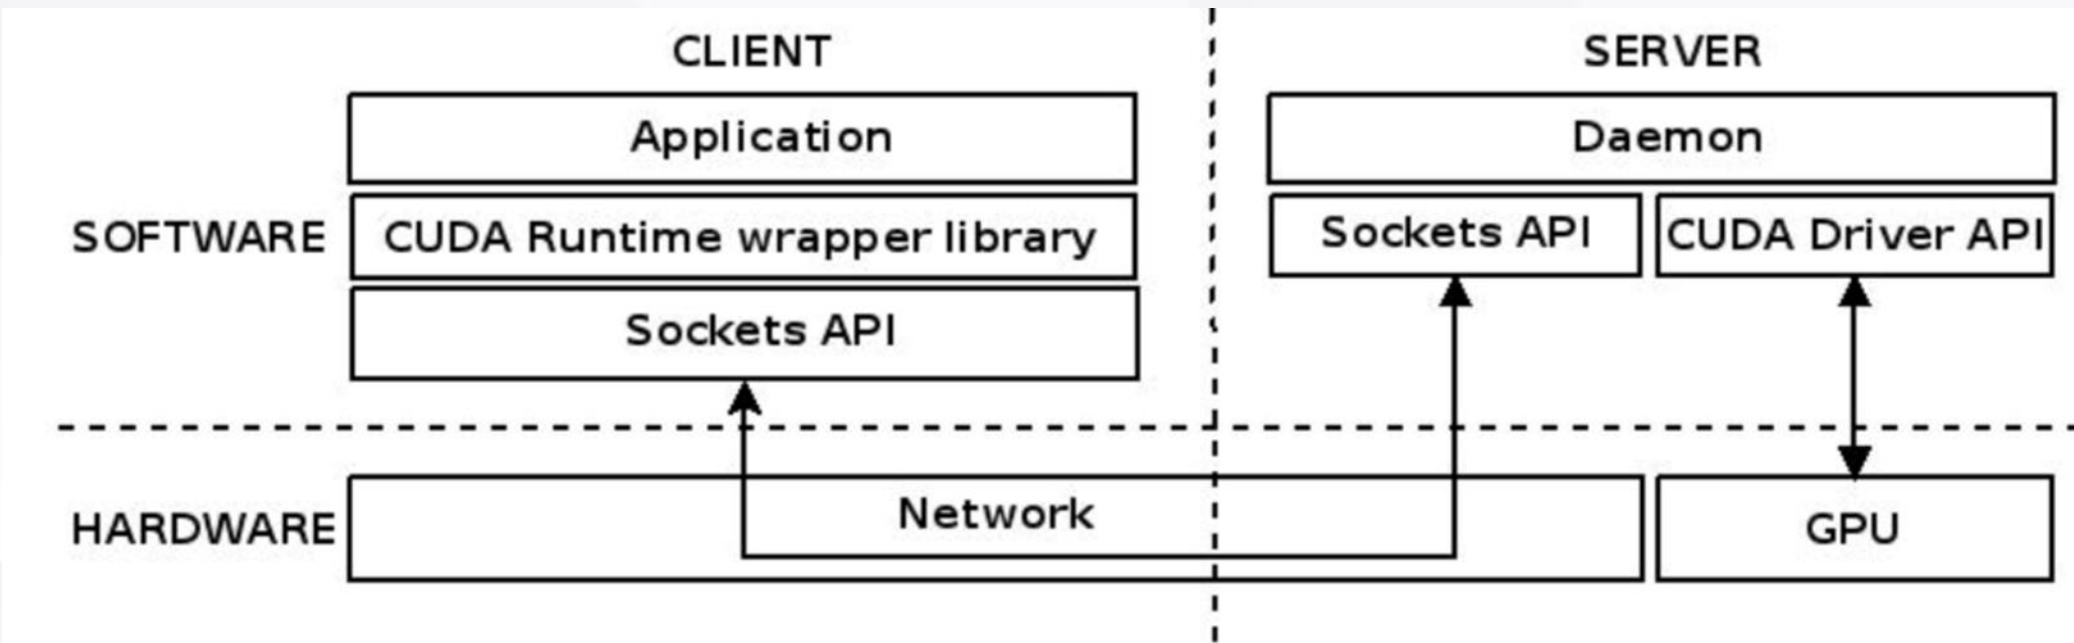 CLIENT
SERVER
Application
Daemon
SOFTWARE
CUDA Runtime wrapper library
Sockets API
CUDA Driver API
Sockets API
HARDWARE
Network
GPU